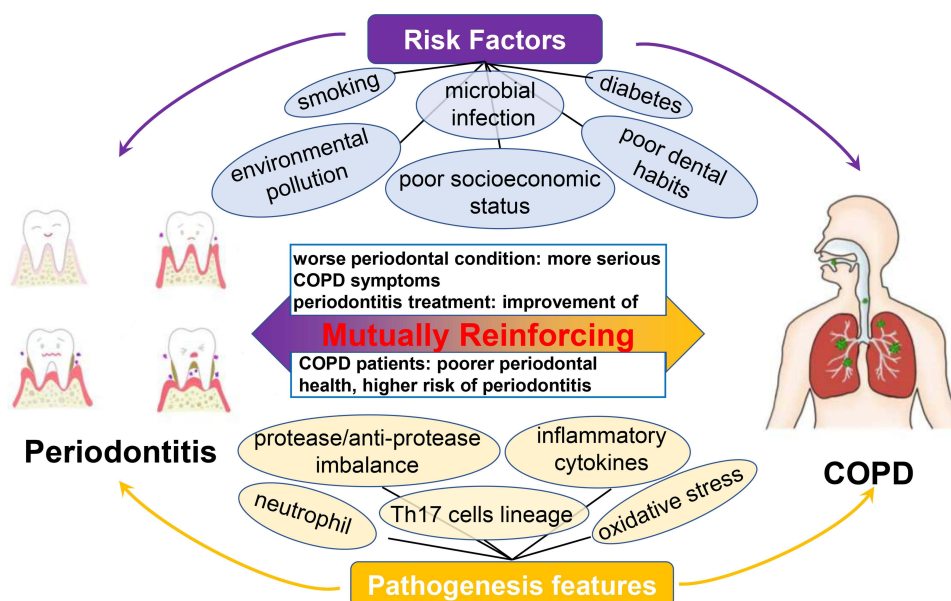 Risk Factors
smoking
microbial
infection
diabetes
environmental
pollution
poor socioeconomic
status
poor dental
habits
worse periodontal condition: more serious
COPD symptoms
periodontitis treatment: improvement of
Mutually Reinforcing
COPD patients: poorer periodontal
health, higher risk of periodontitis
Periodontitis
COPD
protease/anti-protease
imbalance
inflammatory
cytokines
neutrophil
Th17 cells lineage
oxidative stress
Pathogenesis features